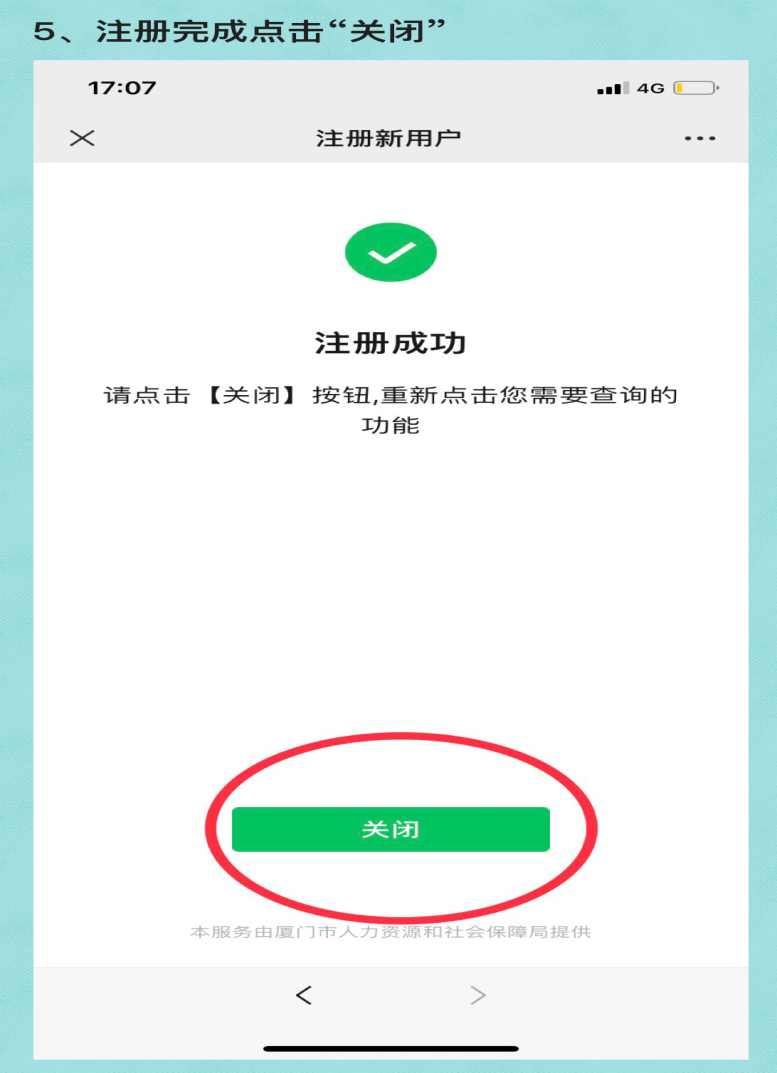 5、注册完成点击“关闭”
17:07
4G
注册新用户
注册成功
请点击【关闭】按钮,重新点击您需要查询的
功能
关闭
本服务由厦门市人力资源和社会保障局提供